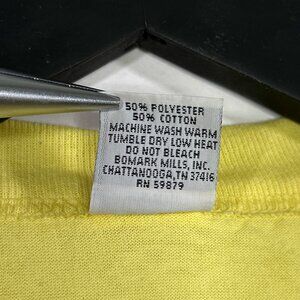 50% POLYESTER
50% COTTON
MACHINE WASH WARM
TUMBLE DRY LOW HEAT
DO NOT BLEACH
BOMARK MILLS, INC.
CHATTANOOGA, TN 37416
RN 59879